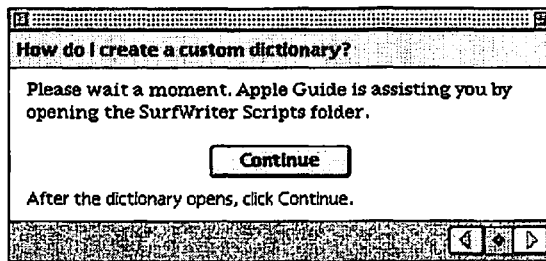 How do I create a custom dictionary?
Please wait a moment. Apple Guide is assisting you by
opening the SurfWriter Scripts folder.
Continue
After the dictionary opens, click Continue.